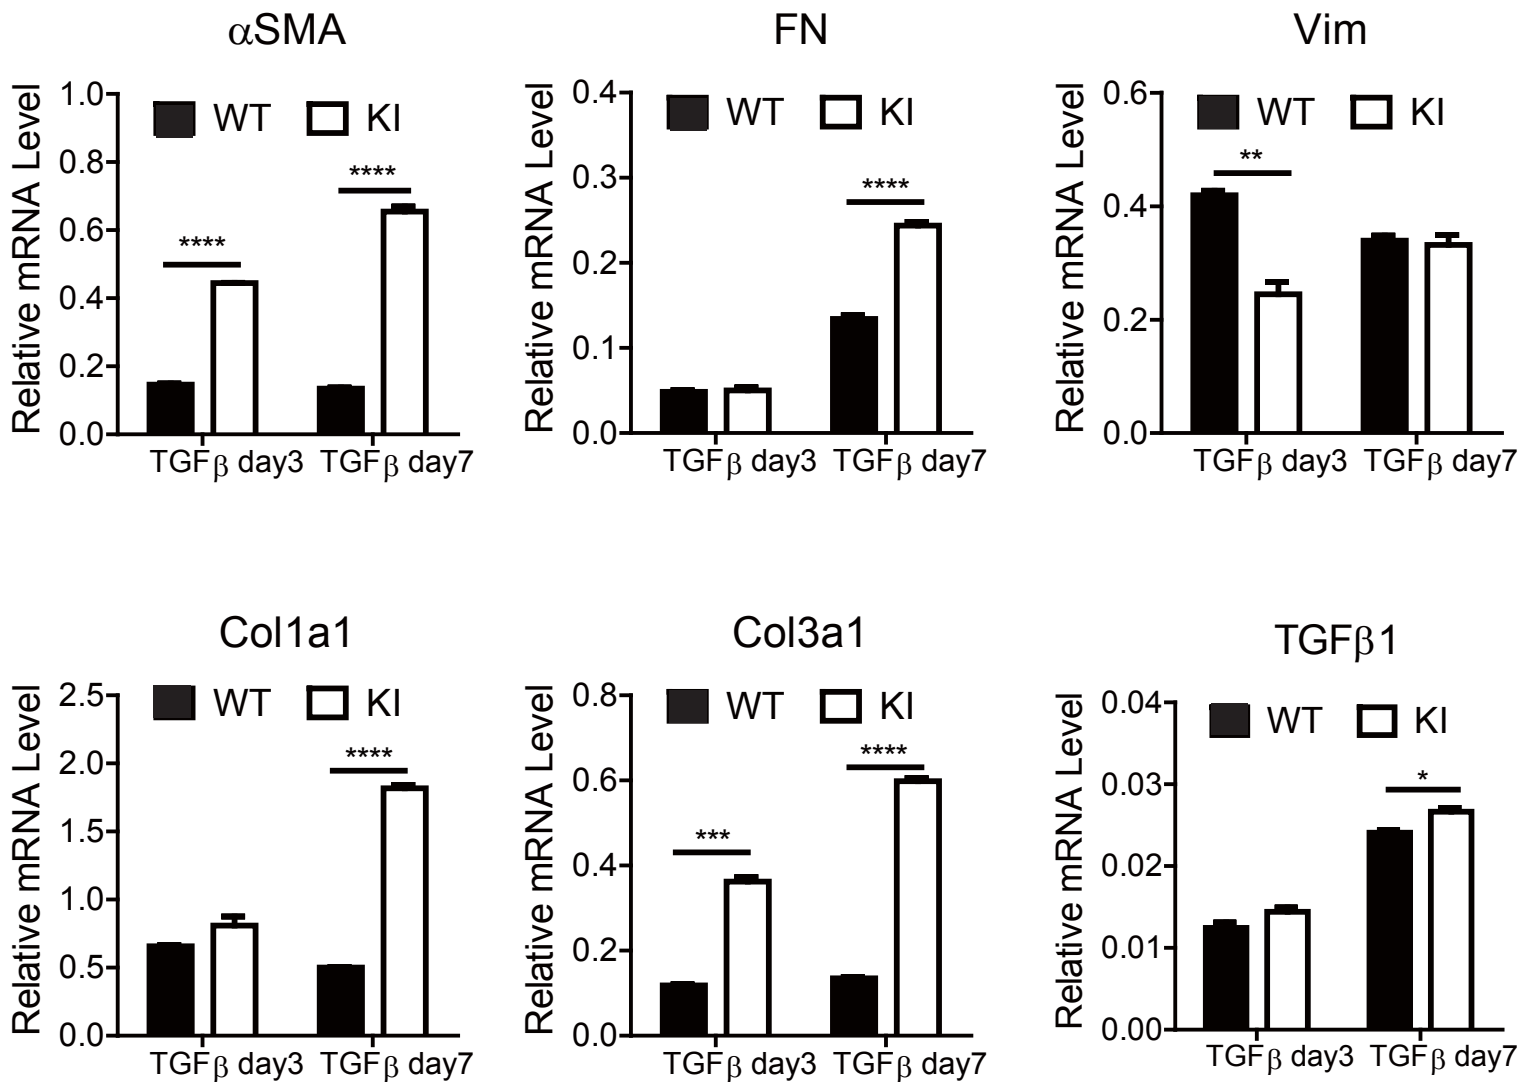 αSMA
Relative mRNA Level
1.0
0.8
0.6
0.4
0.2
0.0
WT KI
****
****
TGFβ day3 TGFβ day7
FN
Relative mRNA Level
0.4
0.3
0.2
0.1
0.0
WT KI
****
TGFβ day3 TGFβ day7
Vim
Relative mRNA Level
0.6
0.4
0.2
0.0
WT KI
**
TGFβ day3 TGFβ day7
Col1a1
Relative mRNA Level
2.5
2.0
1.5
1.0
0.5
0.0
WT KI
****
TGFβ day3 TGFβ day7
Col3a1
Relative mRNA Level
0.8
0.6
0.4
0.2
0.0
WT KI
***
****
TGFβ day3 TGFβ day7
TGFβ1
Relative mRNA Level
0.04
0.03
0.02
0.01
0.00
WT KI
*
TGFβ day3 TGFβ day7